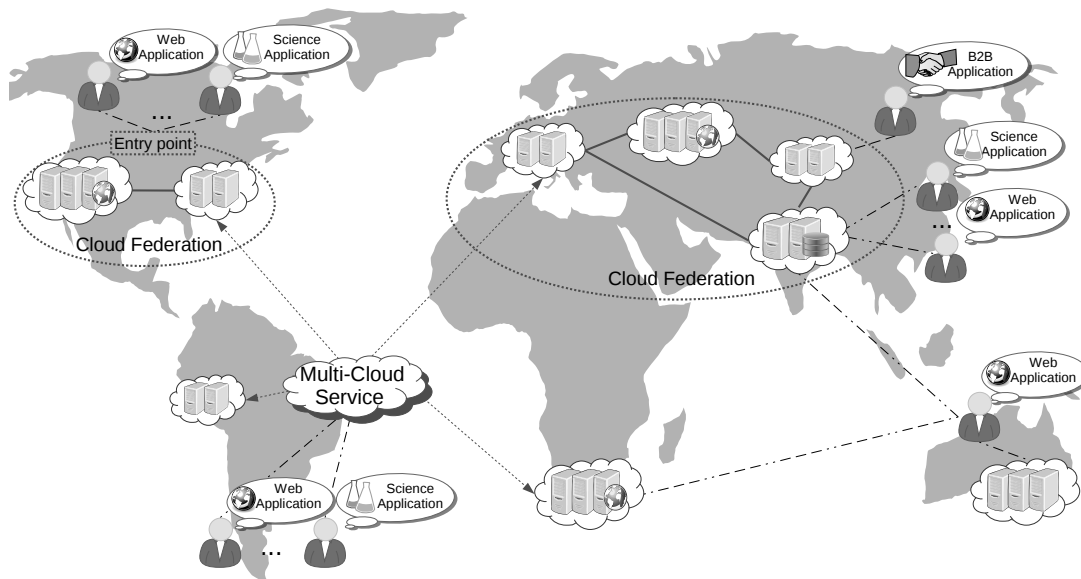 Web
Application
Science
Application
...
Entry point
Cloud Federation
B2B
Application
Science
Application
Web
Application
...
Cloud Federation
Multi-Cloud
Service
Web
Application
Web
Application
Science
Application
...